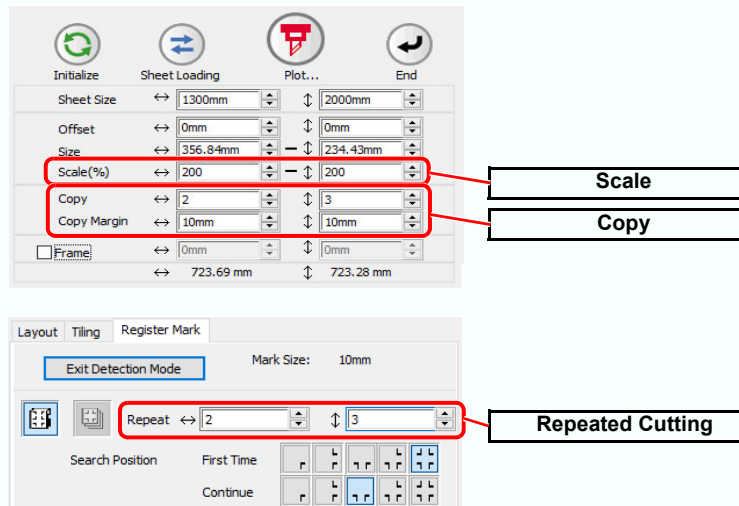 Initialize Sheet Loading Plot... End
Sheet Size 1300mm 2000mm
Offset 0mm 0mm
Size 356.84mm 234.43mm
Scale(%) 200 200
Scale
Copy 2 3
Copy
Copy Margin 10mm 10mm
Frame 0mm 0mm
723.69 mm 723.28 mm
Layout Tiling Register Mark
Exit Detection Mode Mark Size: 10mm
Repeat 2 3
Repeated Cutting
Search Position First Time
Continue